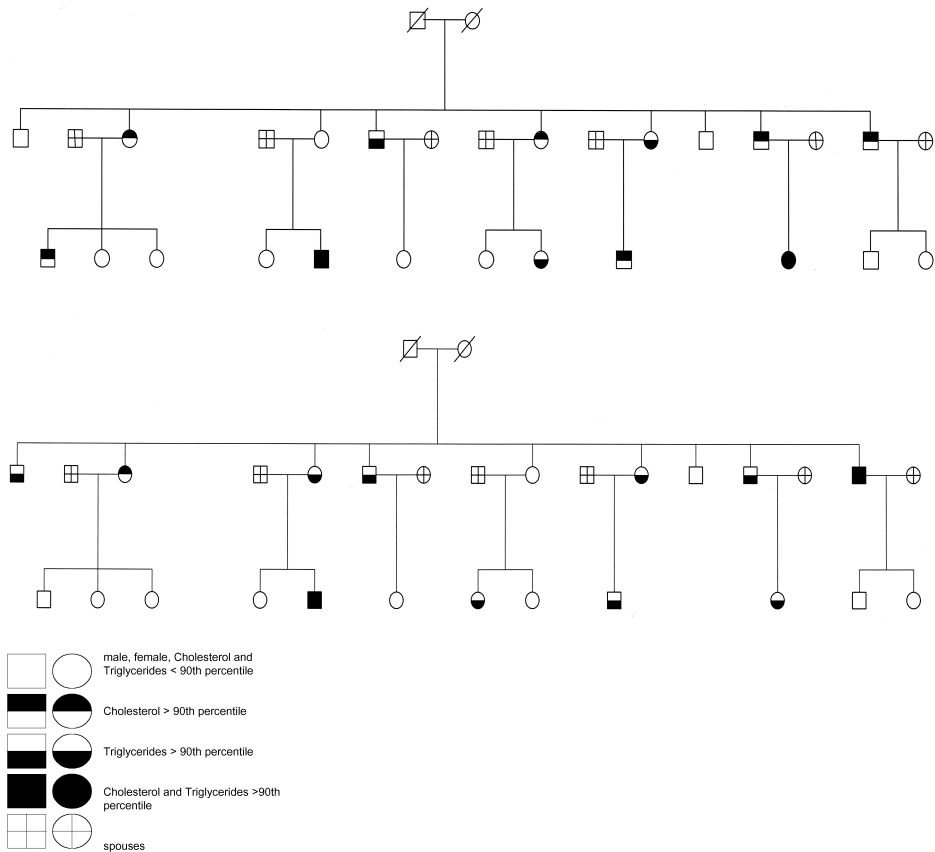 male, female, Cholesterol and
Triglycerides < 90th percentile
Cholesterol > 90th percentile
Triglycerides > 90th percentile
Cholesterol and Triglycerides >90th
percentile
spouses